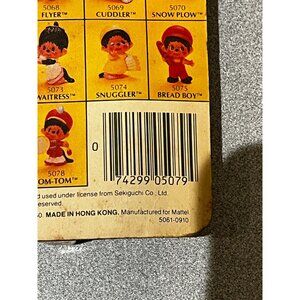 5068 5069 5070
FLYER™ CUDDLER™ SNOW PLOW™
5073 5074 5075
WAITRESS™ SNUGGLER™ BREAD BOY™
5078
OM-TOM™
0 74299 05079
d used under license from Sekiguchi Co., Ltd.
reserved.
50. MADE IN HONG KONG. Manufactured for Mattel
5061-0910